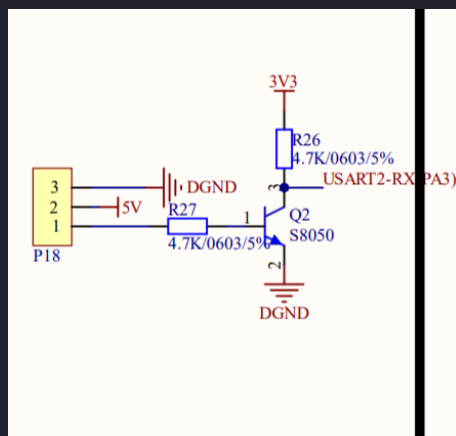 3V3
R26
4.7K/0603/5%
3
USART2-RX(PA3)
3
DGND
2
5V
R27
1
1
Q2
4.7K/0603/5%
S8050
P18
2
DGND